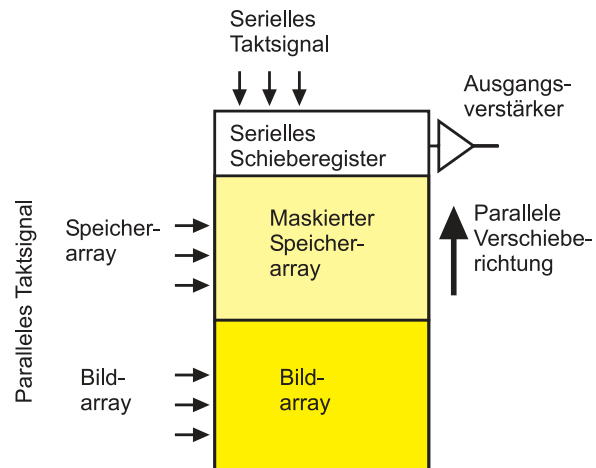 Serielles
Taktsignal
Ausgangs-
verstärker
Serielles
Schieberegister
Paralleles Taktsignal
Speicher-
array
Maskierter
Speicher-
array
Parallele
Verschiebe-
richtung
Bild-
array
Bild-
array